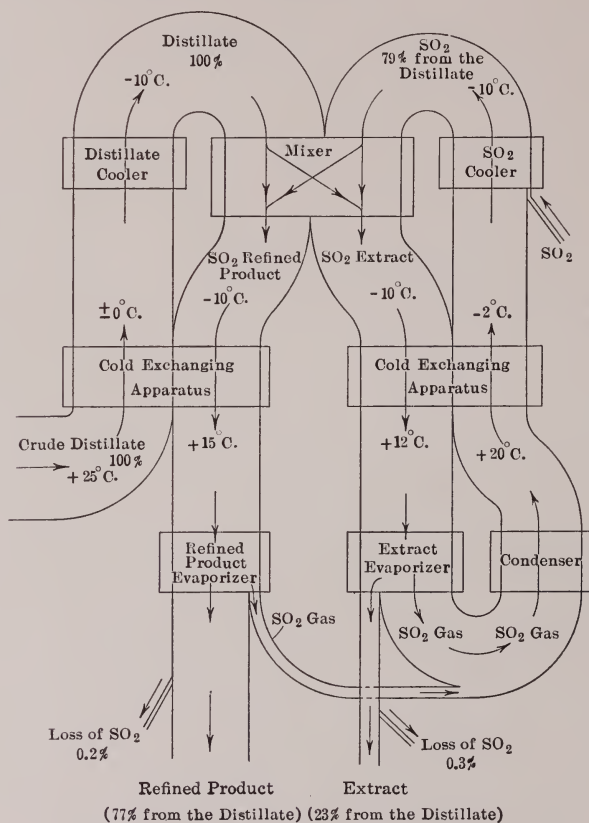 Distillate
100%
-10°C.
SO₂
79% from the
Distillate
-10°C.
Distillate
Cooler
Mixer
SO₂
Cooler
SO₂ Refined
Product
SO₂ Extract
SO₂
-10°C.
-10°C.
±0°C.
-2°C.
Cold Exchanging
Apparatus
Cold Exchanging
Apparatus
Crude Distillate
100%
+25°C.
+15°C.
+12°C.
+20°C.
Refined
Product
Evaporizer
Extract
Evaporizer
Condenser
SO₂ Gas
SO₂ Gas
SO₂ Gas
Loss of SO₂
0.2%
Loss of SO₂
0.3%
Refined Product
(77% from the Distillate)
Extract
(23% from the Distillate)